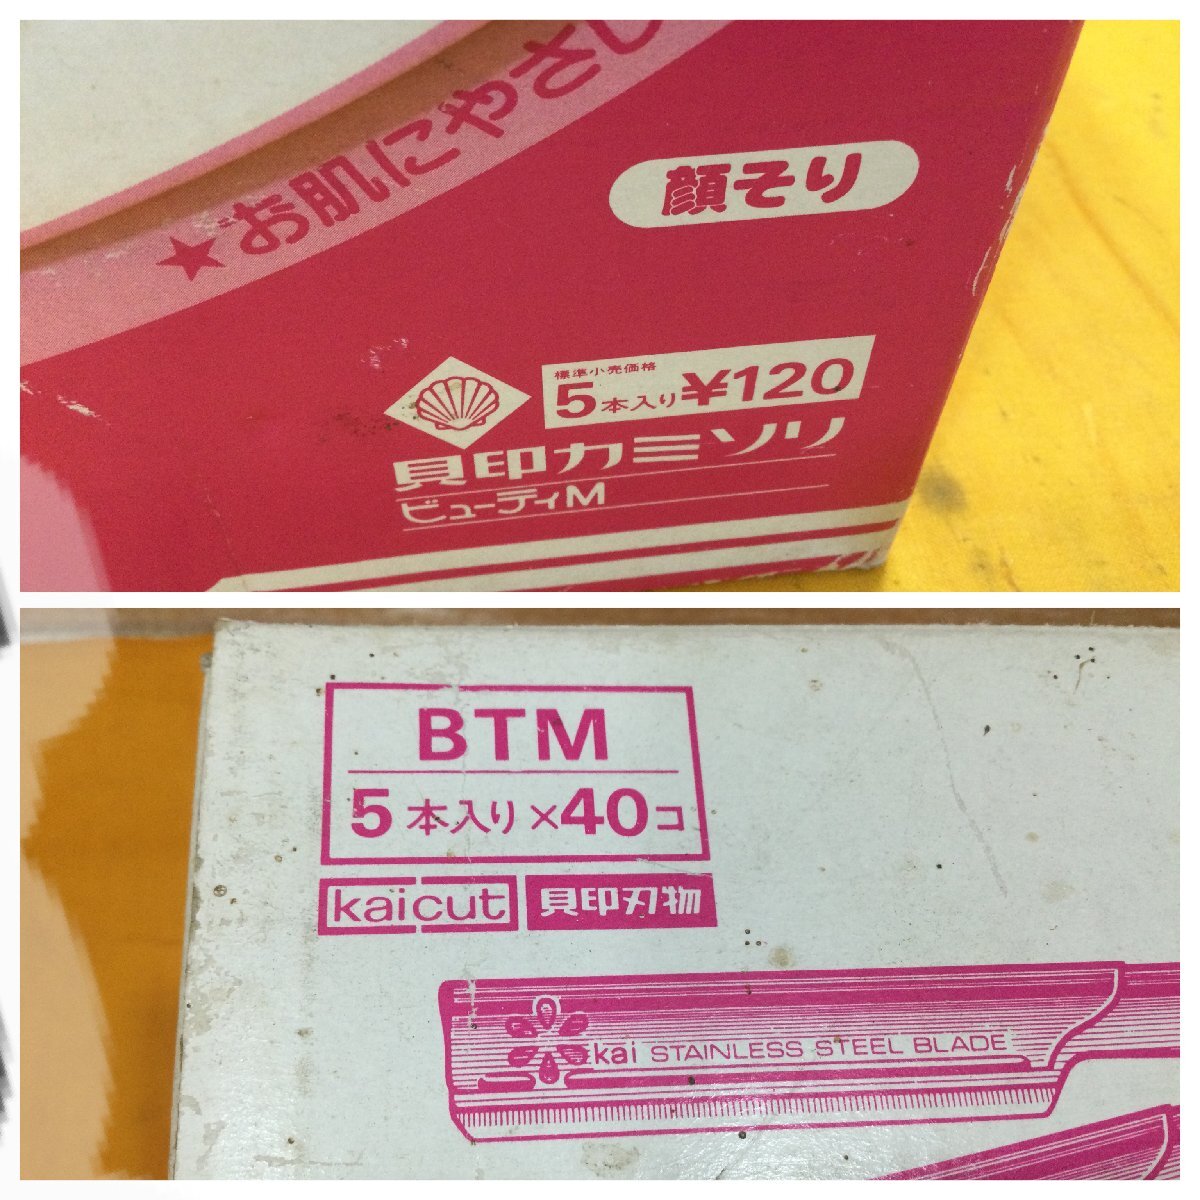 ★お肌にやさし
顔そり
標準小売価格
5本入り¥120
貝印カミソリ
ビューティM
BTM
5本入り×40コ
kai cut 貝印刃物
kai STAINLESS STEEL BLADE